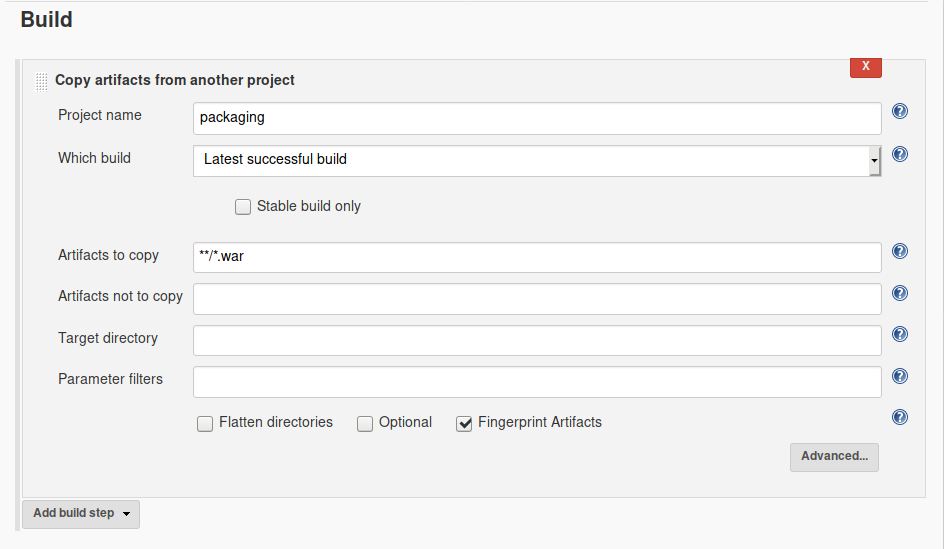 Build
Copy artifacts from another project
X
Project name
packaging
?
Which build
Latest successful build
?
Stable build only
Artifacts to copy
**/*.war
?
Artifacts not to copy
?
Target directory
?
Parameter filters
?
Flatten directories
Optional
Fingerprint Artifacts
?
Advanced...
Add build step